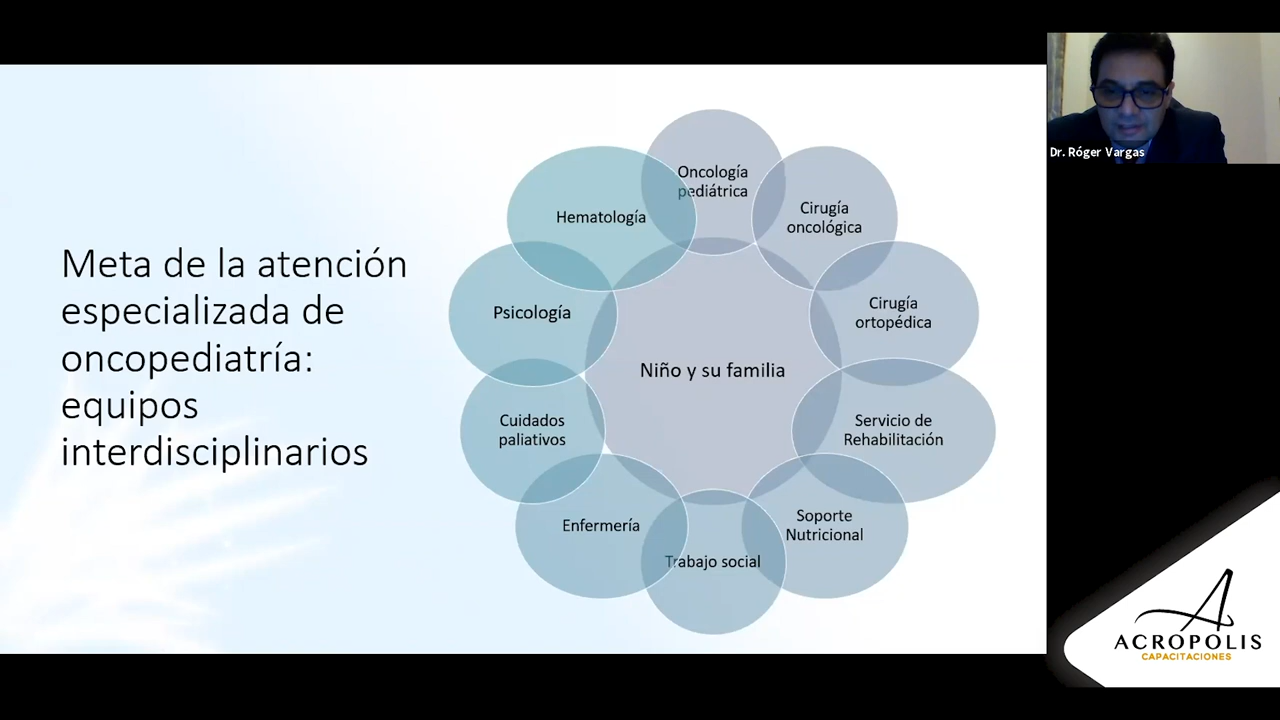 Meta de la atención
especializada de
oncopediatría:
equipos
interdisciplinarios
Oncología
pediátrica
Cirugía
oncológica
Cirugía
ortopédica
Servicio de
Rehabilitación
Soporte
Nutricional
Trabajo social
Enfermería
Cuidados
paliativos
Psicología
Hematología
Niño y su familia
Dr. Róger Vargas
ACROPOLIS
CAPACITACIONES